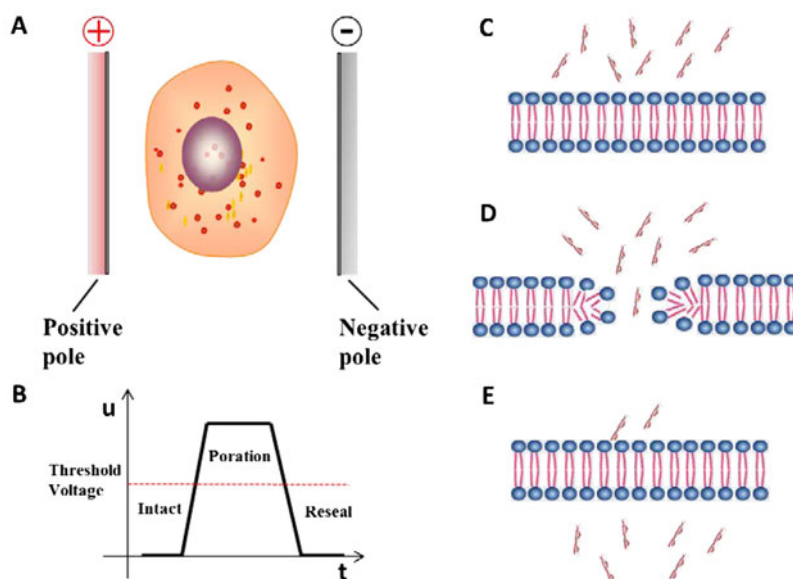 A
+
-
Positive
pole
Negative
pole
B
u
Threshold
Voltage
Poration
Intact
Reseal
t
C
D
E